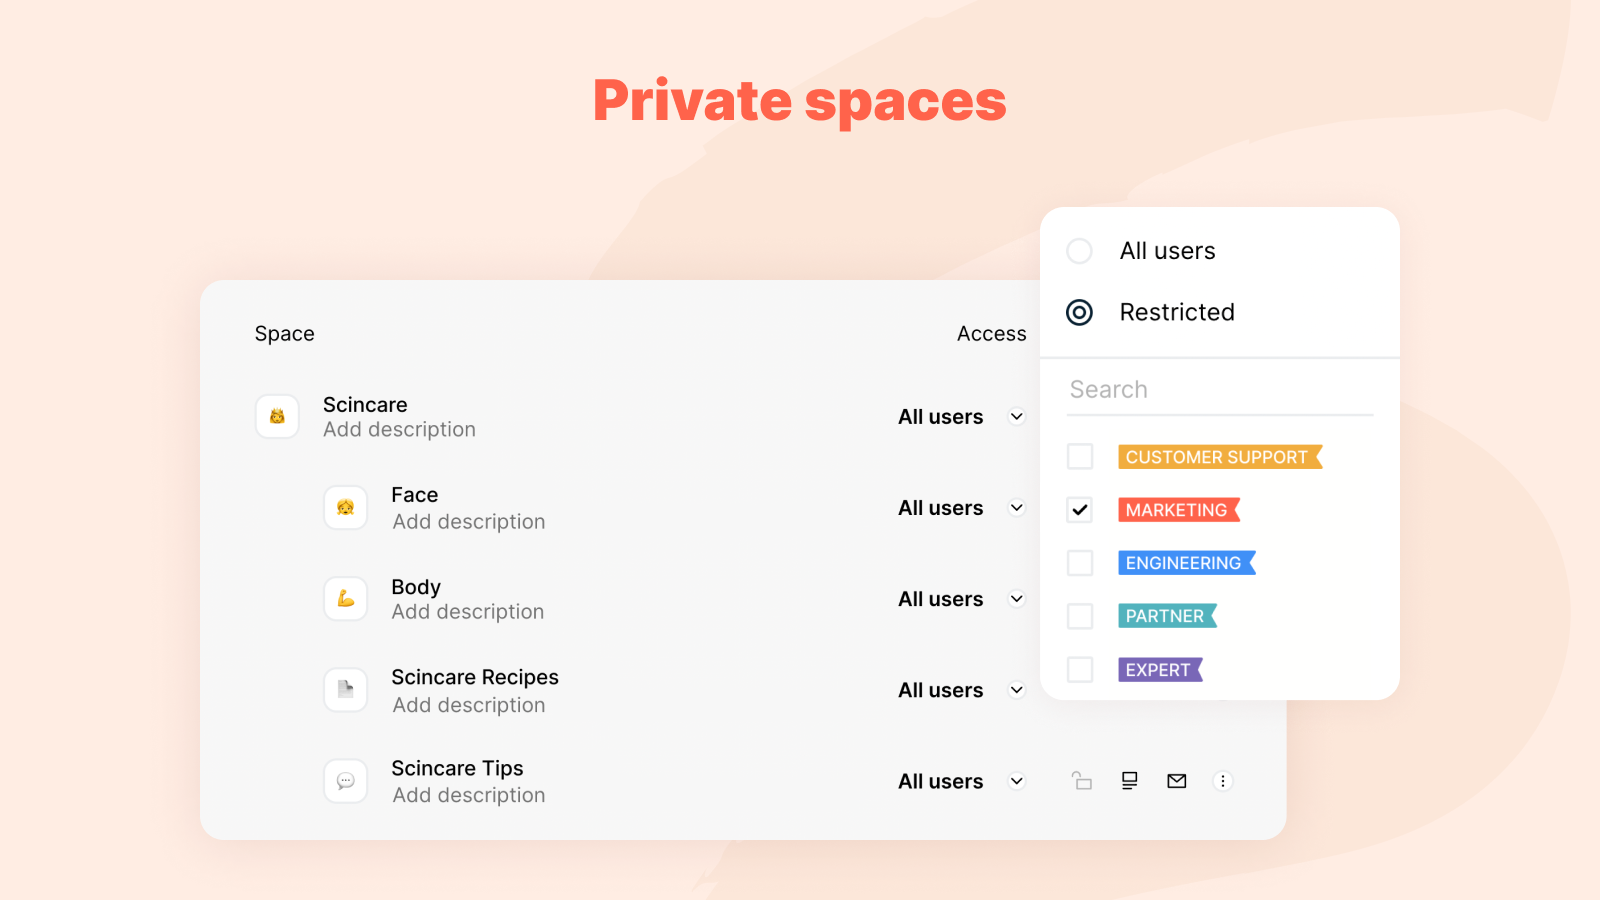 Private spaces
Space
Access
Scincare
Add description
All users
Face
Add description
All users
Body
Add description
All users
Scincare Recipes
Add description
All users
Scincare Tips
Add description
All users
All users
Restricted
Search
CUSTOMER SUPPORT
MARKETING
ENGINEERING
PARTNER
EXPERT